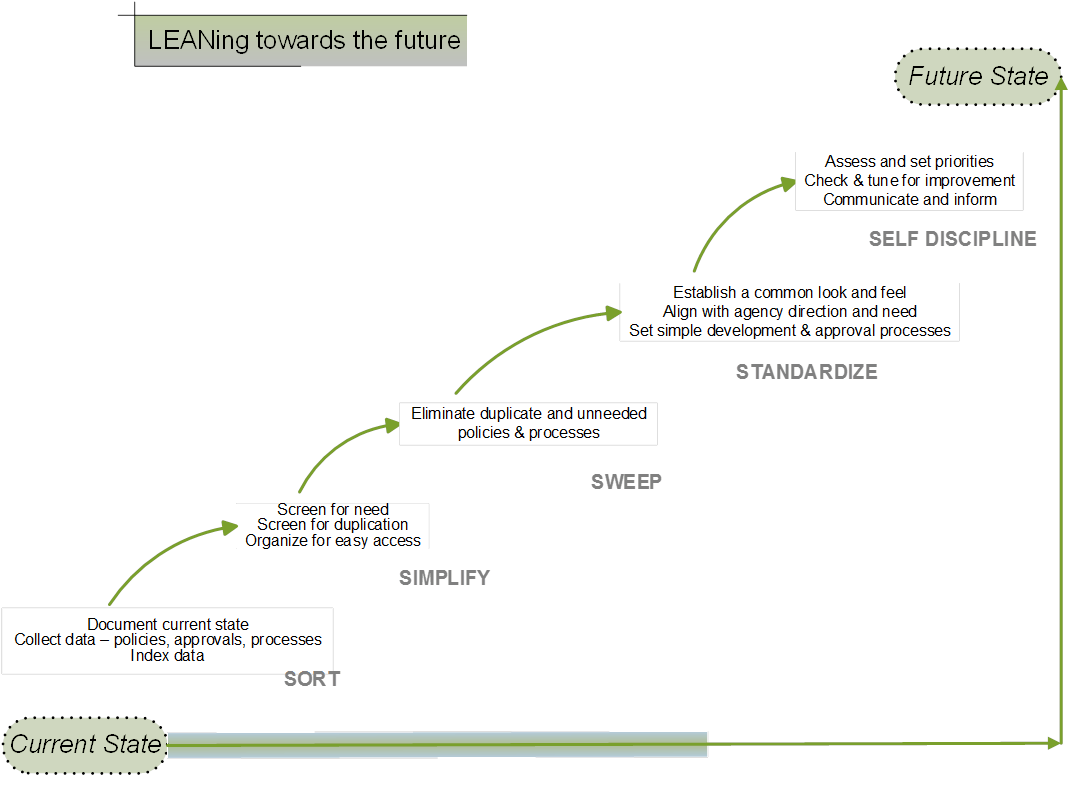 LEANing towards the future
Future State
Assess and set priorities
Check & tune for improvement
Communicate and inform
SELF DISCIPLINE
Establish a common look and feel
Align with agency direction and need
Set simple development & approval processes
STANDARDIZE
Eliminate duplicate and unneeded
policies & processes
SWEEP
Screen for need
Screen for duplication
Organize for easy access
SIMPLIFY
Document current state
Collect data – policies, approvals, processes
Index data
SORT
Current State